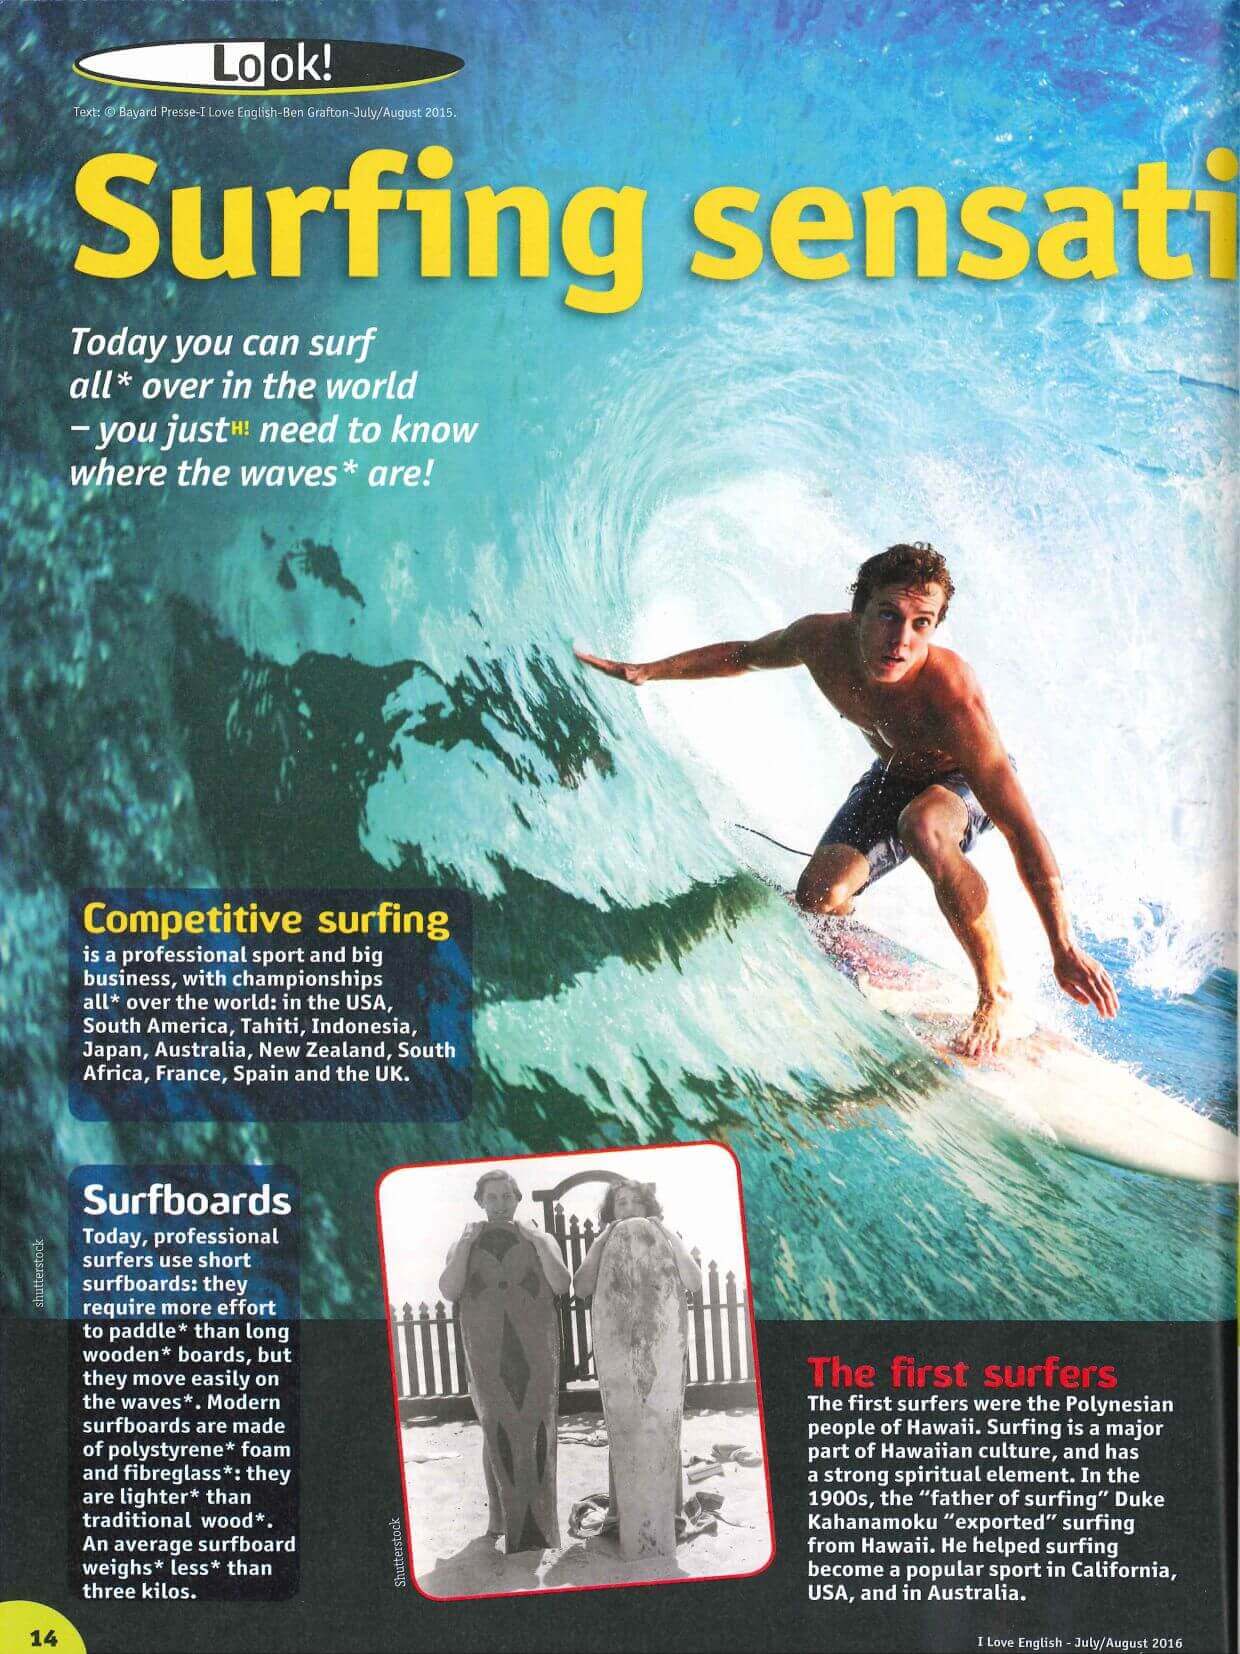 Look!
Text: © Bayard Presse-I Love English-Ben Grafton-July/August 2015.
Surfing sensati
Today you can surf
all* over in the world
– you just H! need to know
where the waves* are!
Competitive surfing
is a professional sport and big
business, with championships
all* over the world: in the USA,
South America, Tahiti, Indonesia,
Japan, Australia, New Zealand, South
Africa, France, Spain and the UK.
Surfboards
Today, professional
surfers use short
surfboards: they
require more effort
to paddle* than long
wooden* boards, but
they move easily on
the waves*. Modern
surfboards are made
of polystyrene* foam
and fibreglass*: they
are lighter* than
traditional wood*.
An average surfboard
weighs* less* than
three kilos.
shutterstock
Shutterstock
The first surfers
The first surfers were the Polynesian
people of Hawaii. Surfing is a major
part of Hawaiian culture, and has
a strong spiritual element. In the
1900s, the “father of surfing” Duke
Kahanamoku “exported” surfing
from Hawaii. He helped surfing
become a popular sport in California,
USA, and in Australia.
14
I Love English - July/August 2016